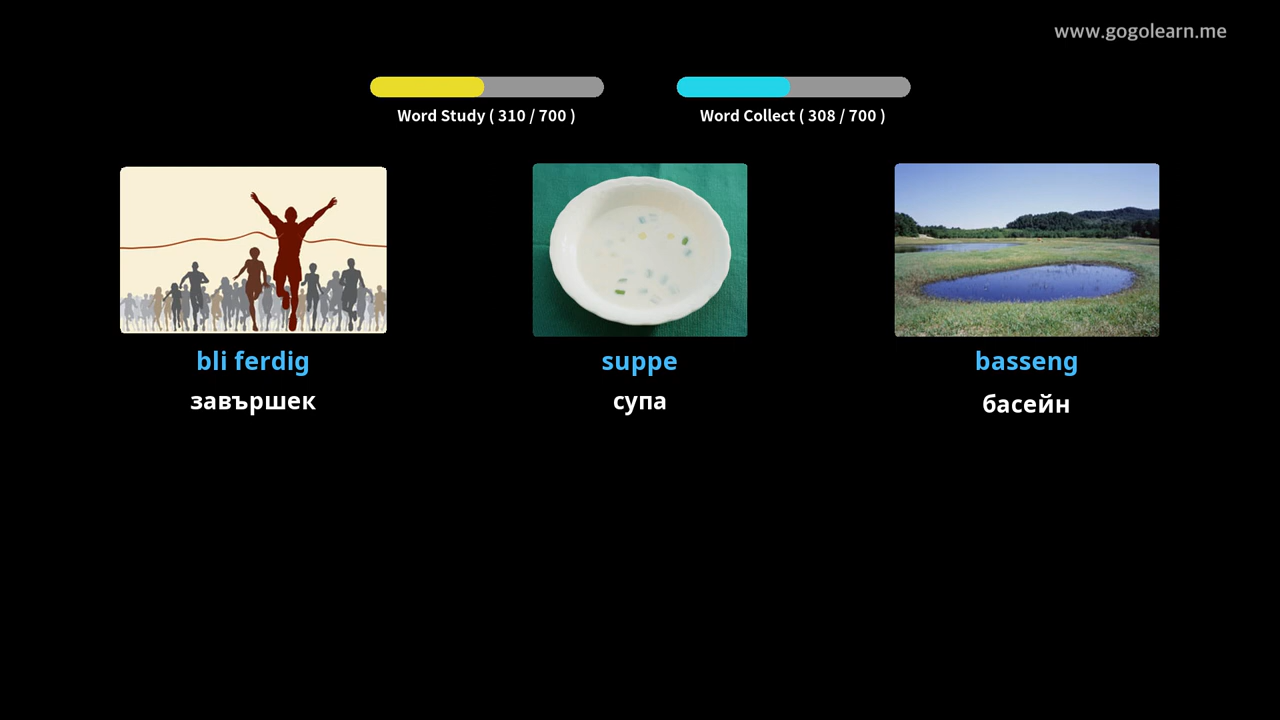 www.gogolearn.me
Word Study ( 310 / 700 )
Word Collect ( 308 / 700 )
bli ferdig
suppe
basseng
завършек
супа
басейн